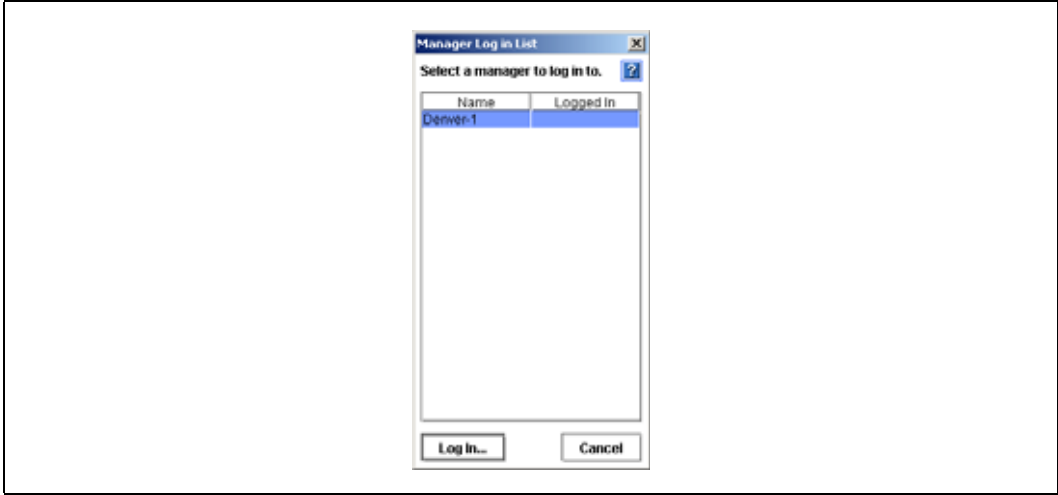 Manager Log in List
Select a manager to log in to. ?
Name Logged In
Denver-1
Log In... Cancel